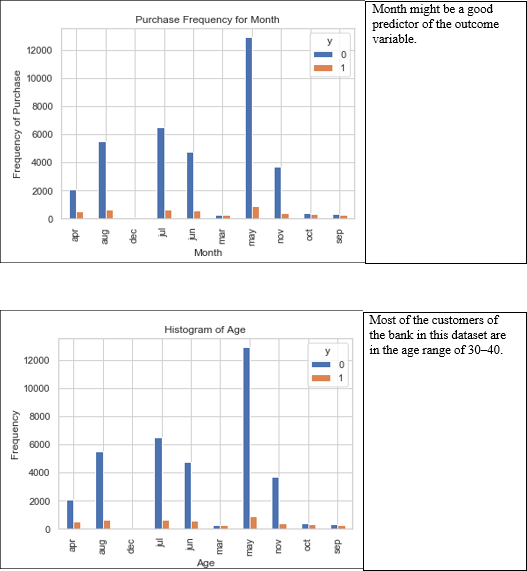 Purchase Frequency for Month
y
0
1
12000
10000
8000
6000
4000
2000
0
Frequency of Purchase
apr
aug
dec
jul
jun
mar
may
nov
oct
sep
Month
Month might be a good
predictor of the outcome
variable.
Histogram of Age
y
0
1
12000
10000
8000
6000
4000
2000
0
Frequency
apr
aug
dec
jul
jun
mar
may
nov
oct
sep
Age
Most of the customers of
the bank in this dataset are
in the age range of 30–40.